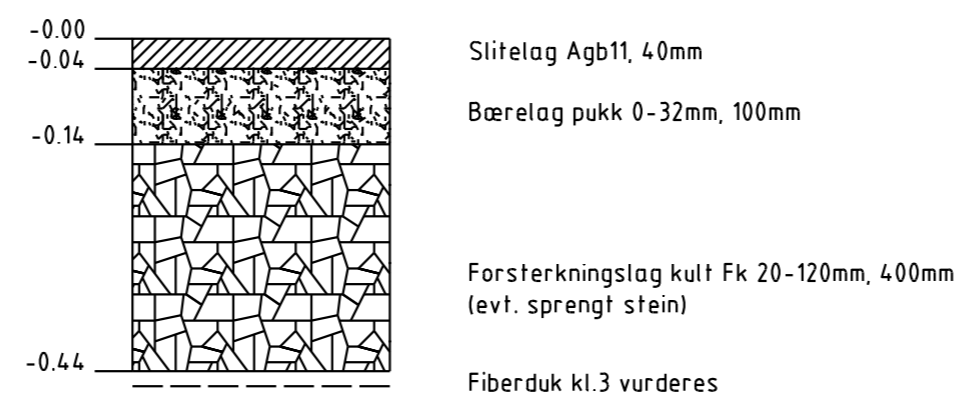 -0.00
Slitelag Agb11, 40mm
-0.04
Bærelag pukk 0-32mm, 100mm
-0.14
Forsterkningslag kult Fk 20-120mm, 400mm
(evt. sprengt stein)
-0.44
Fiberduk kl.3 vurderes